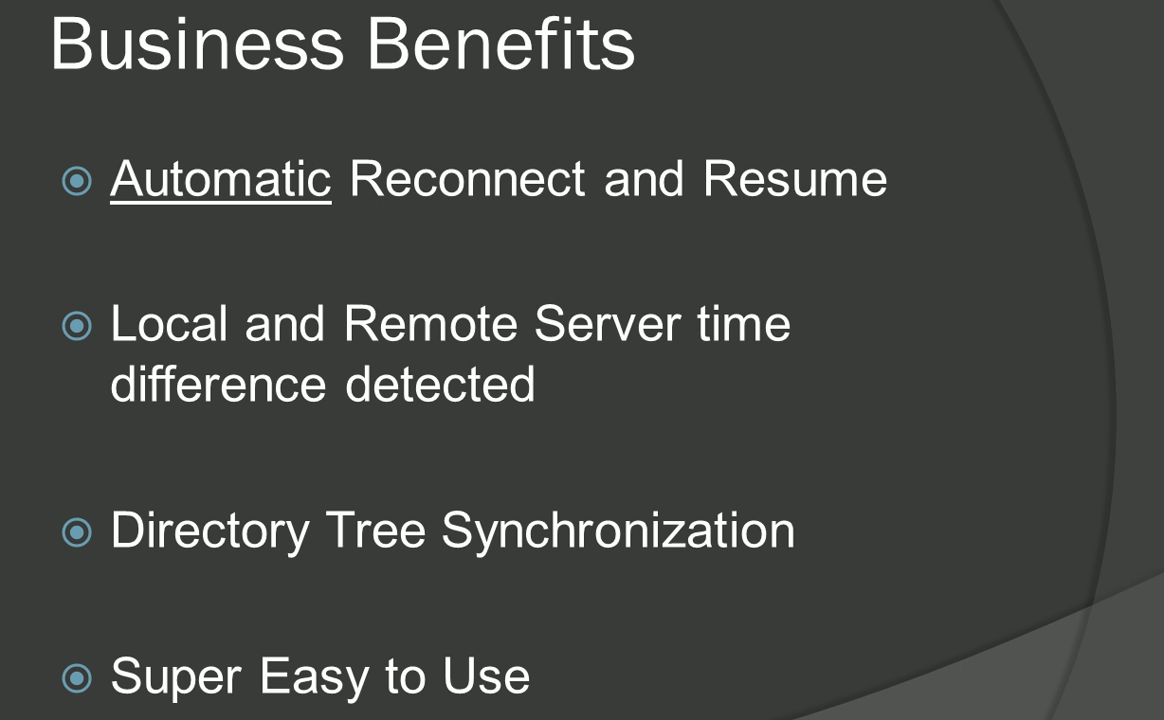 Business Benefits
Automatic Reconnect and Resume
Local and Remote Server time
difference detected
Directory Tree Synchronization
Super Easy to Use